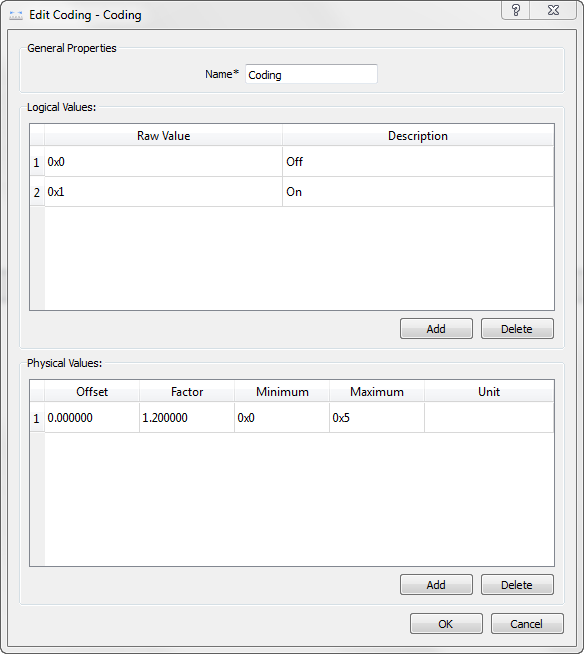 Edit Coding - Coding
?
General Properties
Name* Coding
Logical Values:
Raw Value Description
1 0x0 Off
2 0x1 On
Add Delete
Physical Values:
Offset Factor Minimum Maximum Unit
1 0.000000 1.200000 0x0 0x5
Add Delete
OK Cancel